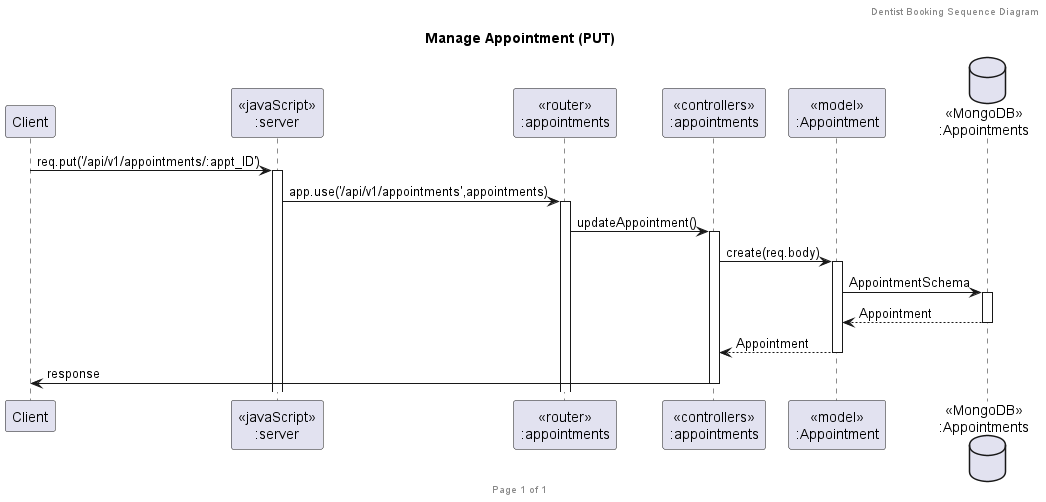 Dentist Booking Sequence Diagram
Manage Appointment (PUT)
Client
«javaScript»
:server
«router»
:appointments
«controllers»
:appointments
«model»
:Appointment
«MongoDB»
:Appointments
req.put('/api/v1/appointments/:appt_ID')
app.use('/api/v1/appointments',appointments)
updateAppointment()
create(req.body)
AppointmentSchema
Appointment
Appointment
response
Client
«javaScript»
:server
«router»
:appointments
«controllers»
:appointments
«model»
:Appointment
«MongoDB»
:Appointments
Page 1 of 1